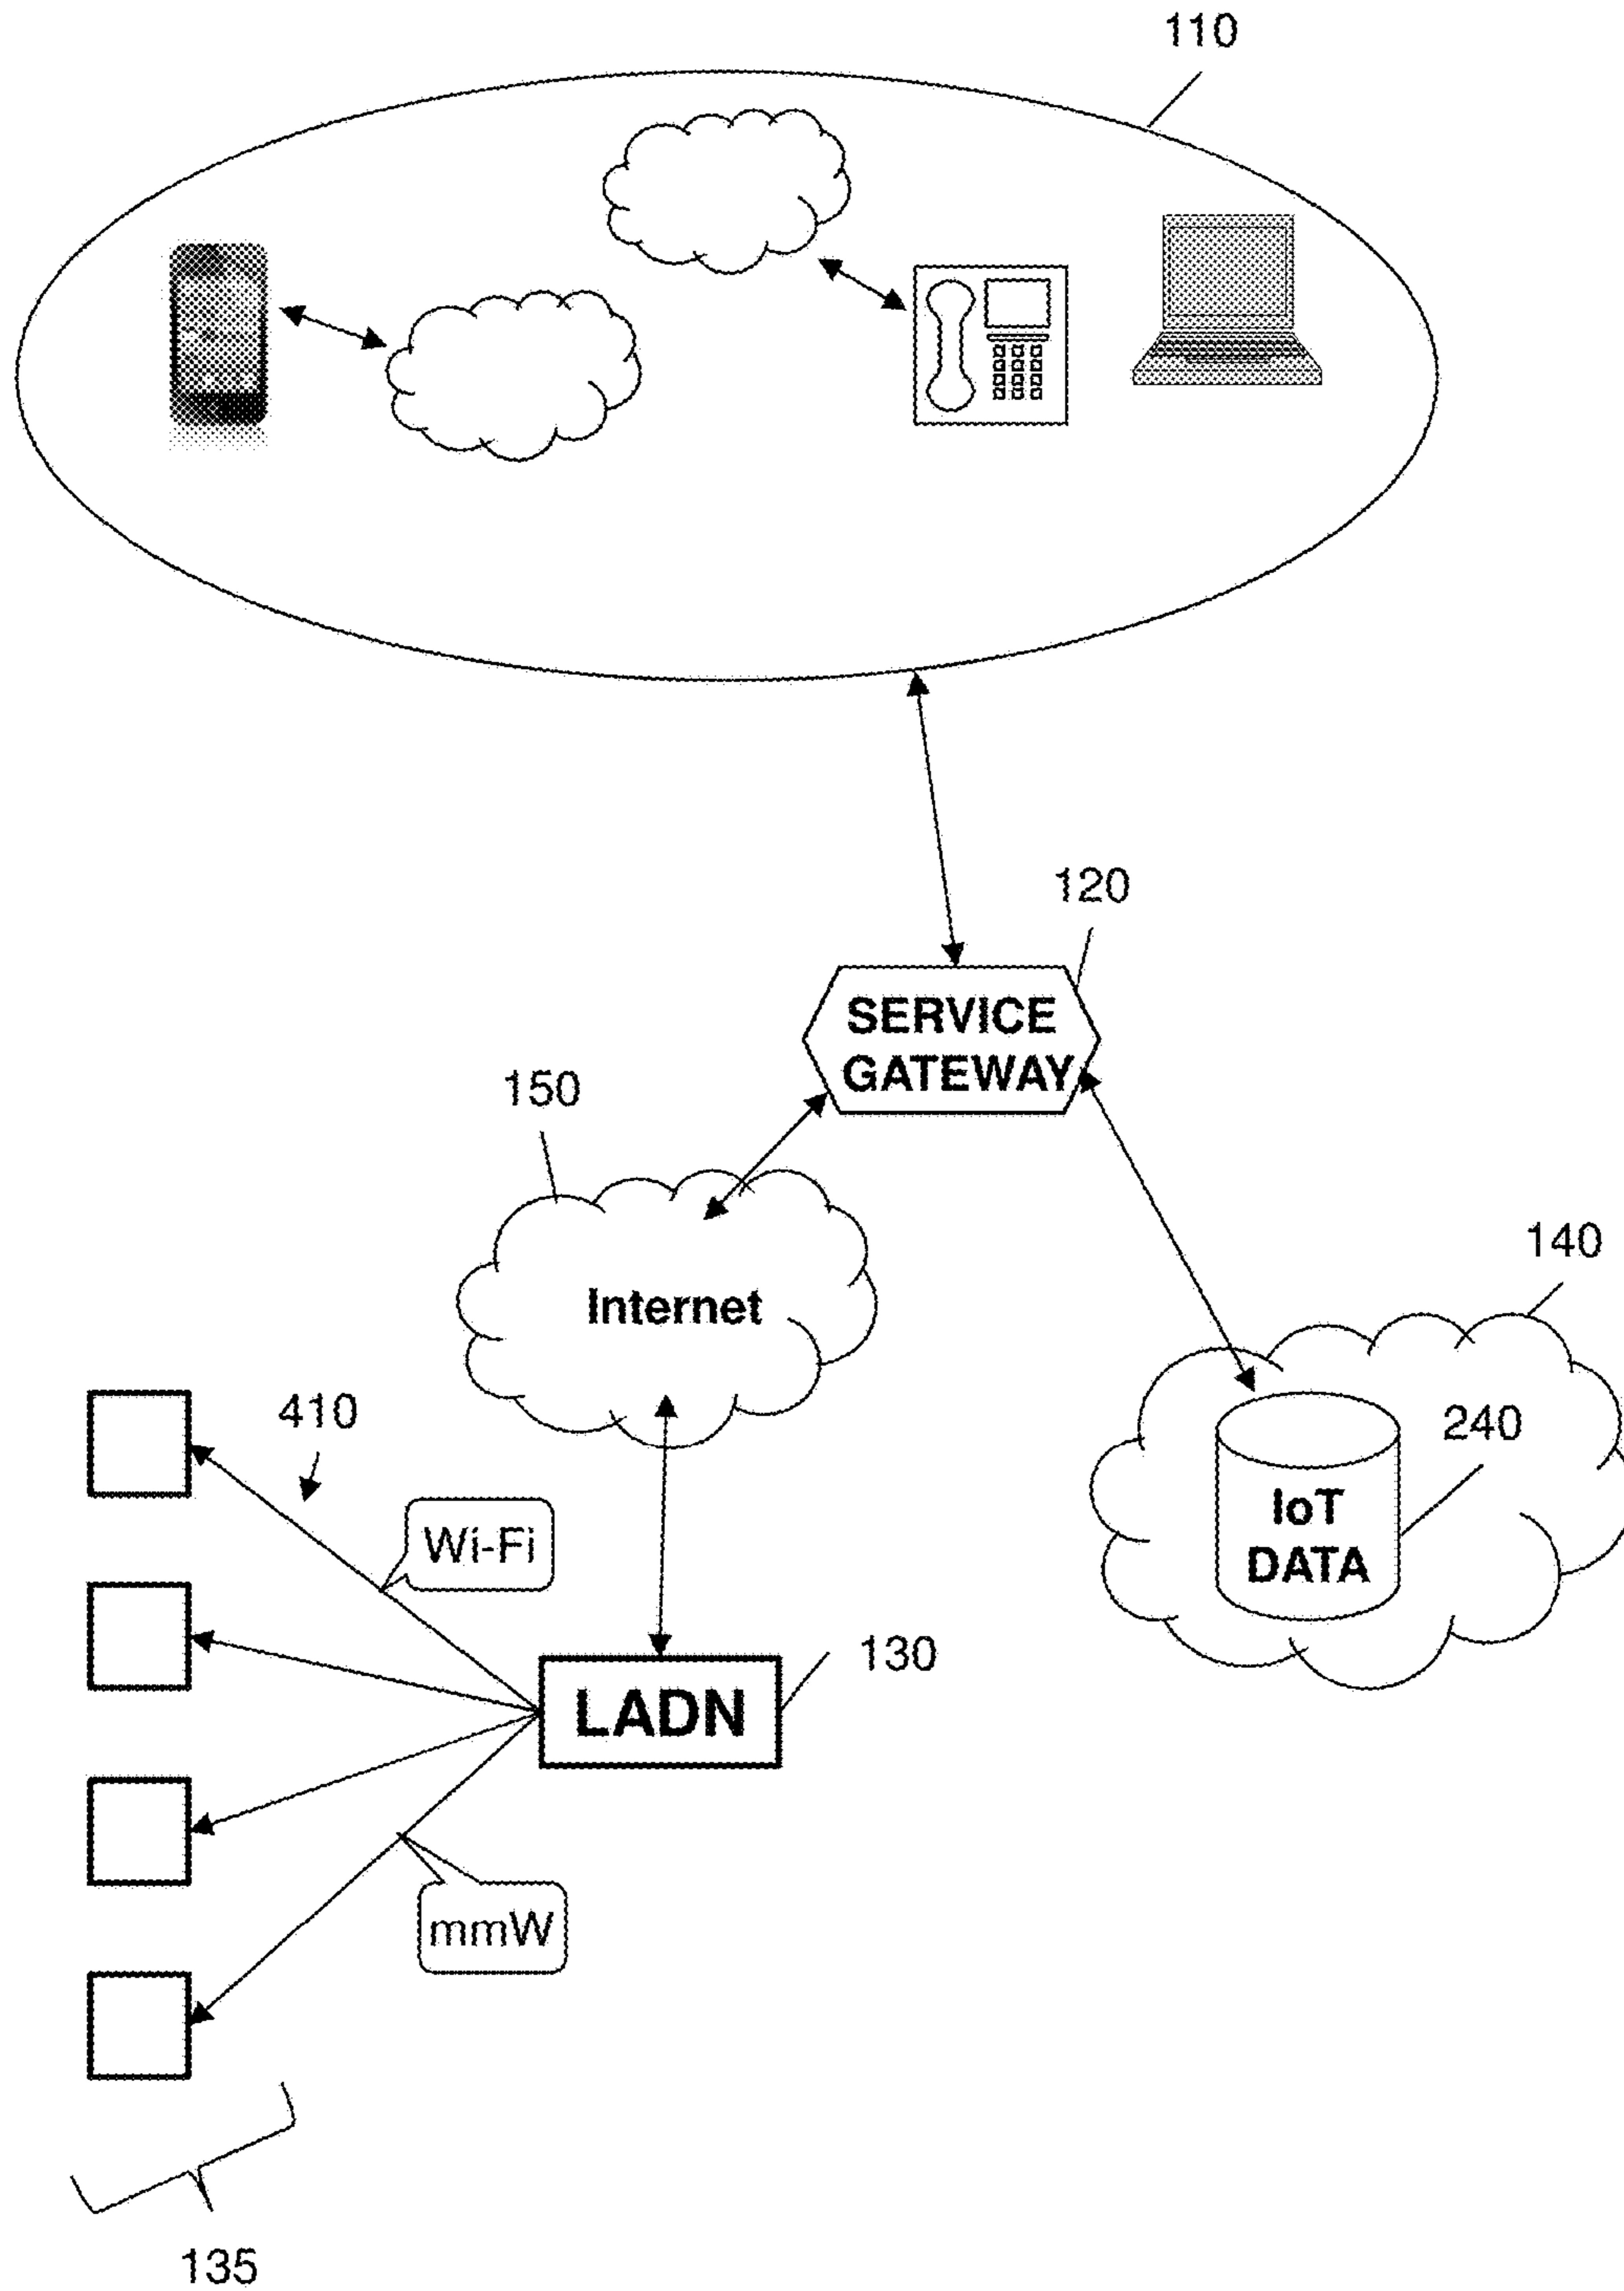 110
120
SERVICE
GATEWAY
150
Internet
140
240
IoT
DATA
410
Wi-Fi
130
LADN
mmW
135